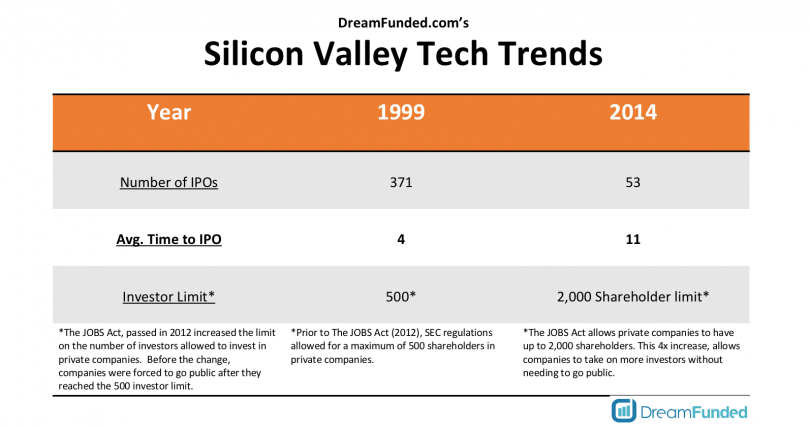 DreamFunded.com’s
Silicon Valley Tech Trends
Year 1999 2014
Number of IPOs 371 53
Avg. Time to IPO 4 11
Investor Limit* 500* 2,000 Shareholder limit*
*The JOBS Act, passed in 2012 increased the limit
on the number of investors allowed to invest in
private companies. Before the change,
companies were forced to go public after they
reached the 500 investor limit.
*Prior to The JOBS Act (2012), SEC regulations
allowed for a maximum of 500 shareholders in
private companies.
*The JOBS Act allows private companies to have
up to 2,000 shareholders. This 4x increase, allows
companies to take on more investors without
needing to go public.
DreamFunded